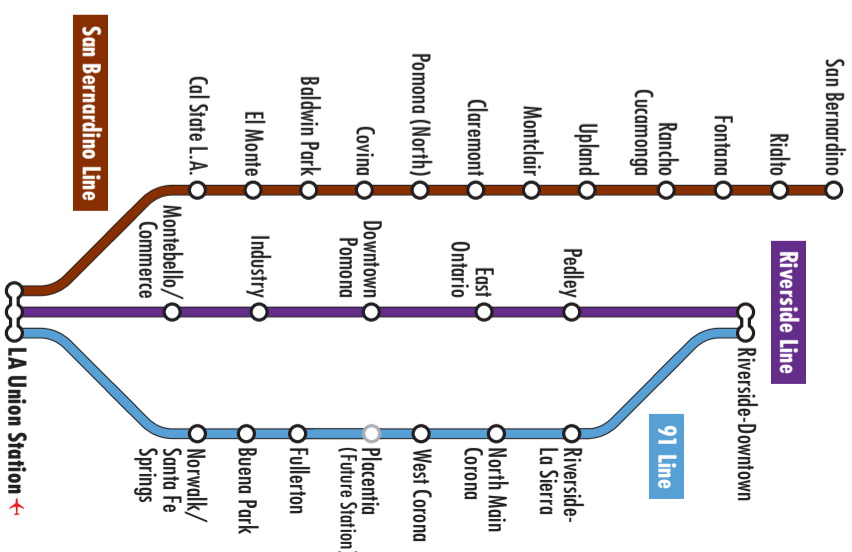 San Bernardino Line
Cal State L.A.
El Monte
Baldwin Park
Covina
Pomona (North)
Claremont
Montclair
Upland
Rancho
Cucamonga
Fontana
Rialto
San Bernardino
Riverside Line
Montebello/
Commerce
Industry
Downtown
Pomona
East
Ontario
Pedley
Riverside-Downtown
91 Line
LA Union Station
Norwalk/
Santa Fe
Springs
Buena Park
Fullerton
Placentia
(Future Station)
West Corona
North Main
Corona
Riverside-
La Sierra